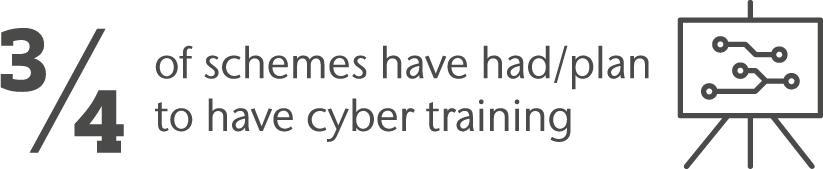 3/4
of schemes have had/plan
to have cyber training